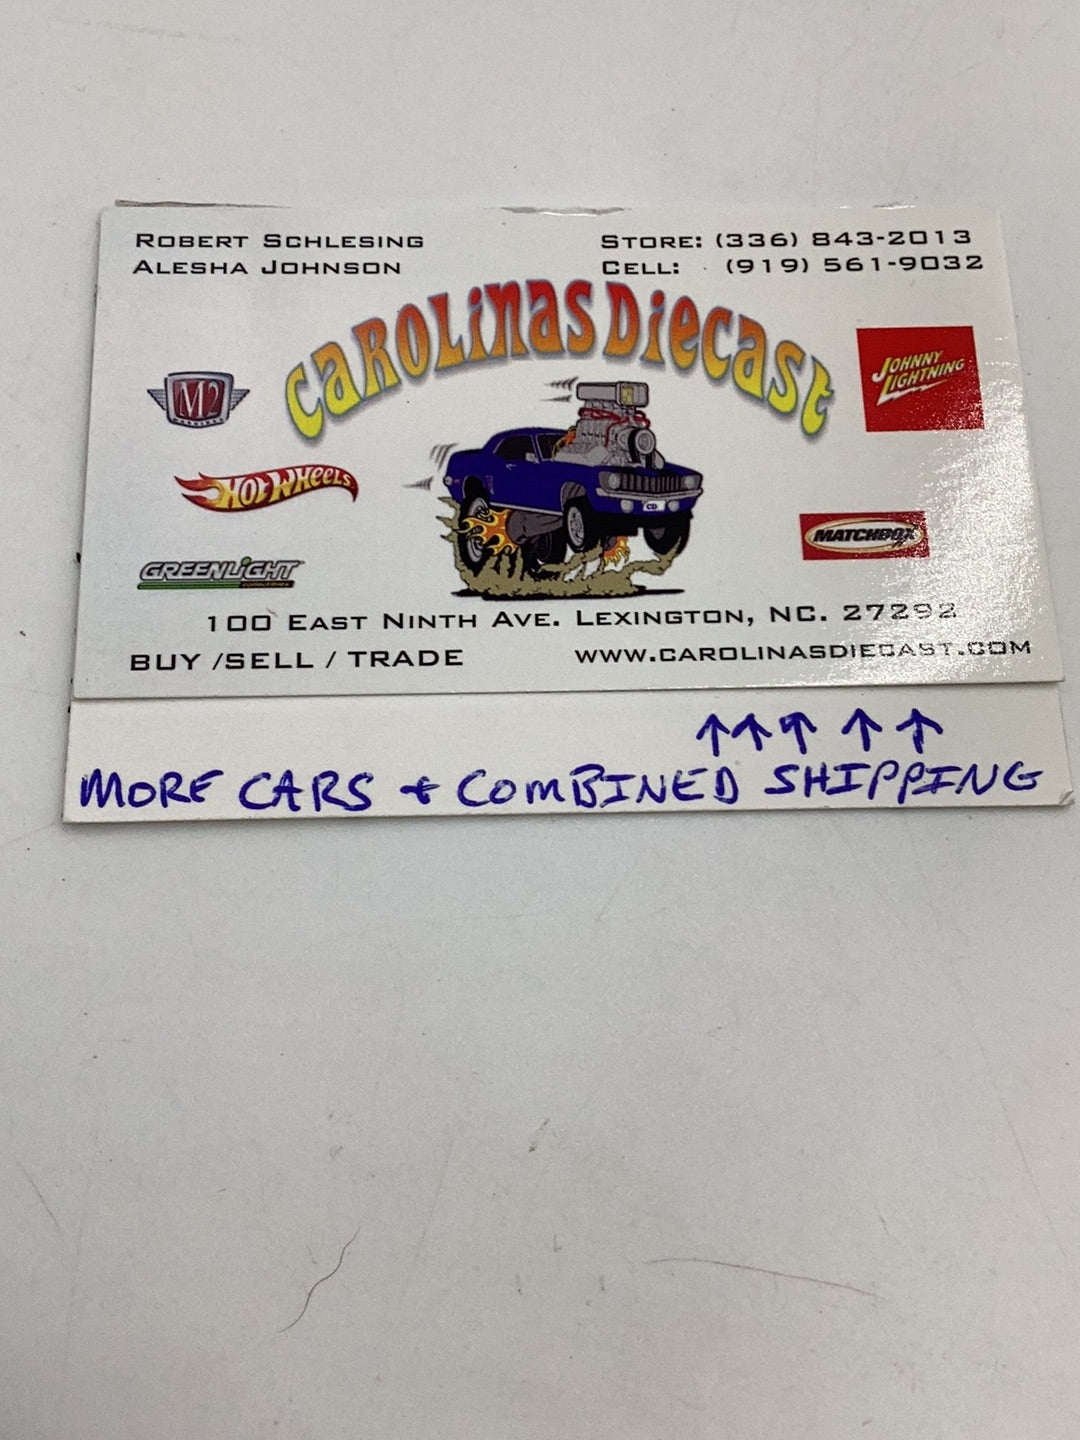 ROBERT SCHLESING
ALESHA JOHNSON
STORE: (336) 843-2013
CELL: (919) 561-9032
CAROLINAS DIECAST
M2
MACHINES
JOHNNY
LIGHTNING
HOT WHEELS
CD
MATCHBOX
GREENLIGHT
100 EAST NINTH AVE. LEXINGTON, NC. 27292
BUY /SELL / TRADE
WWW.CAROLINASDIECAST.COM
↑↑↑ ↑ ↑
MORE CARS + COMBINED SHIPPING